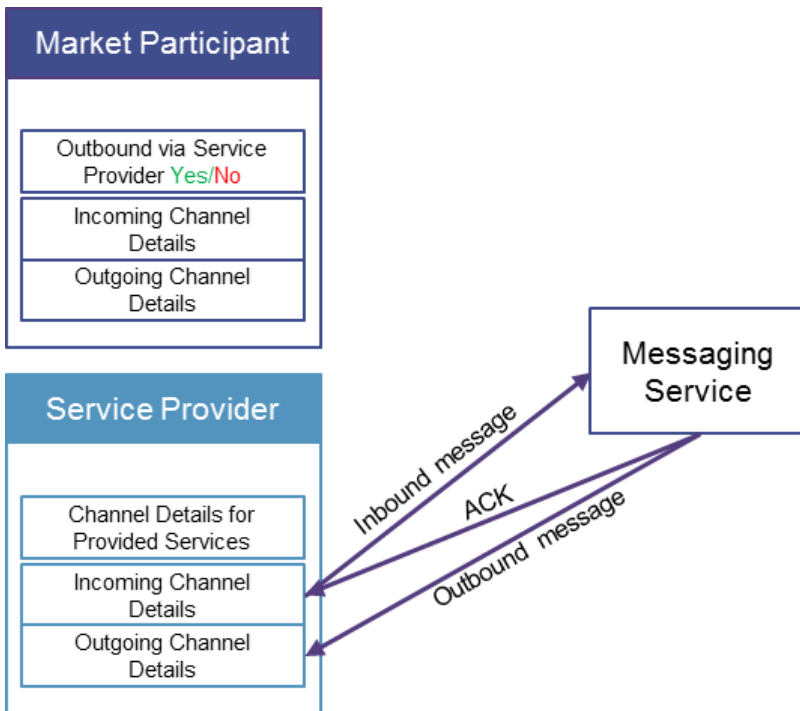 Market Participant
Outbound via Service
Provider Yes/No
Incoming Channel
Details
Outgoing Channel
Details
Service Provider
Channel Details for
Provided Services
Incoming Channel
Details
Outgoing Channel
Details
Messaging
Service
Inbound message
ACK
Outbound message